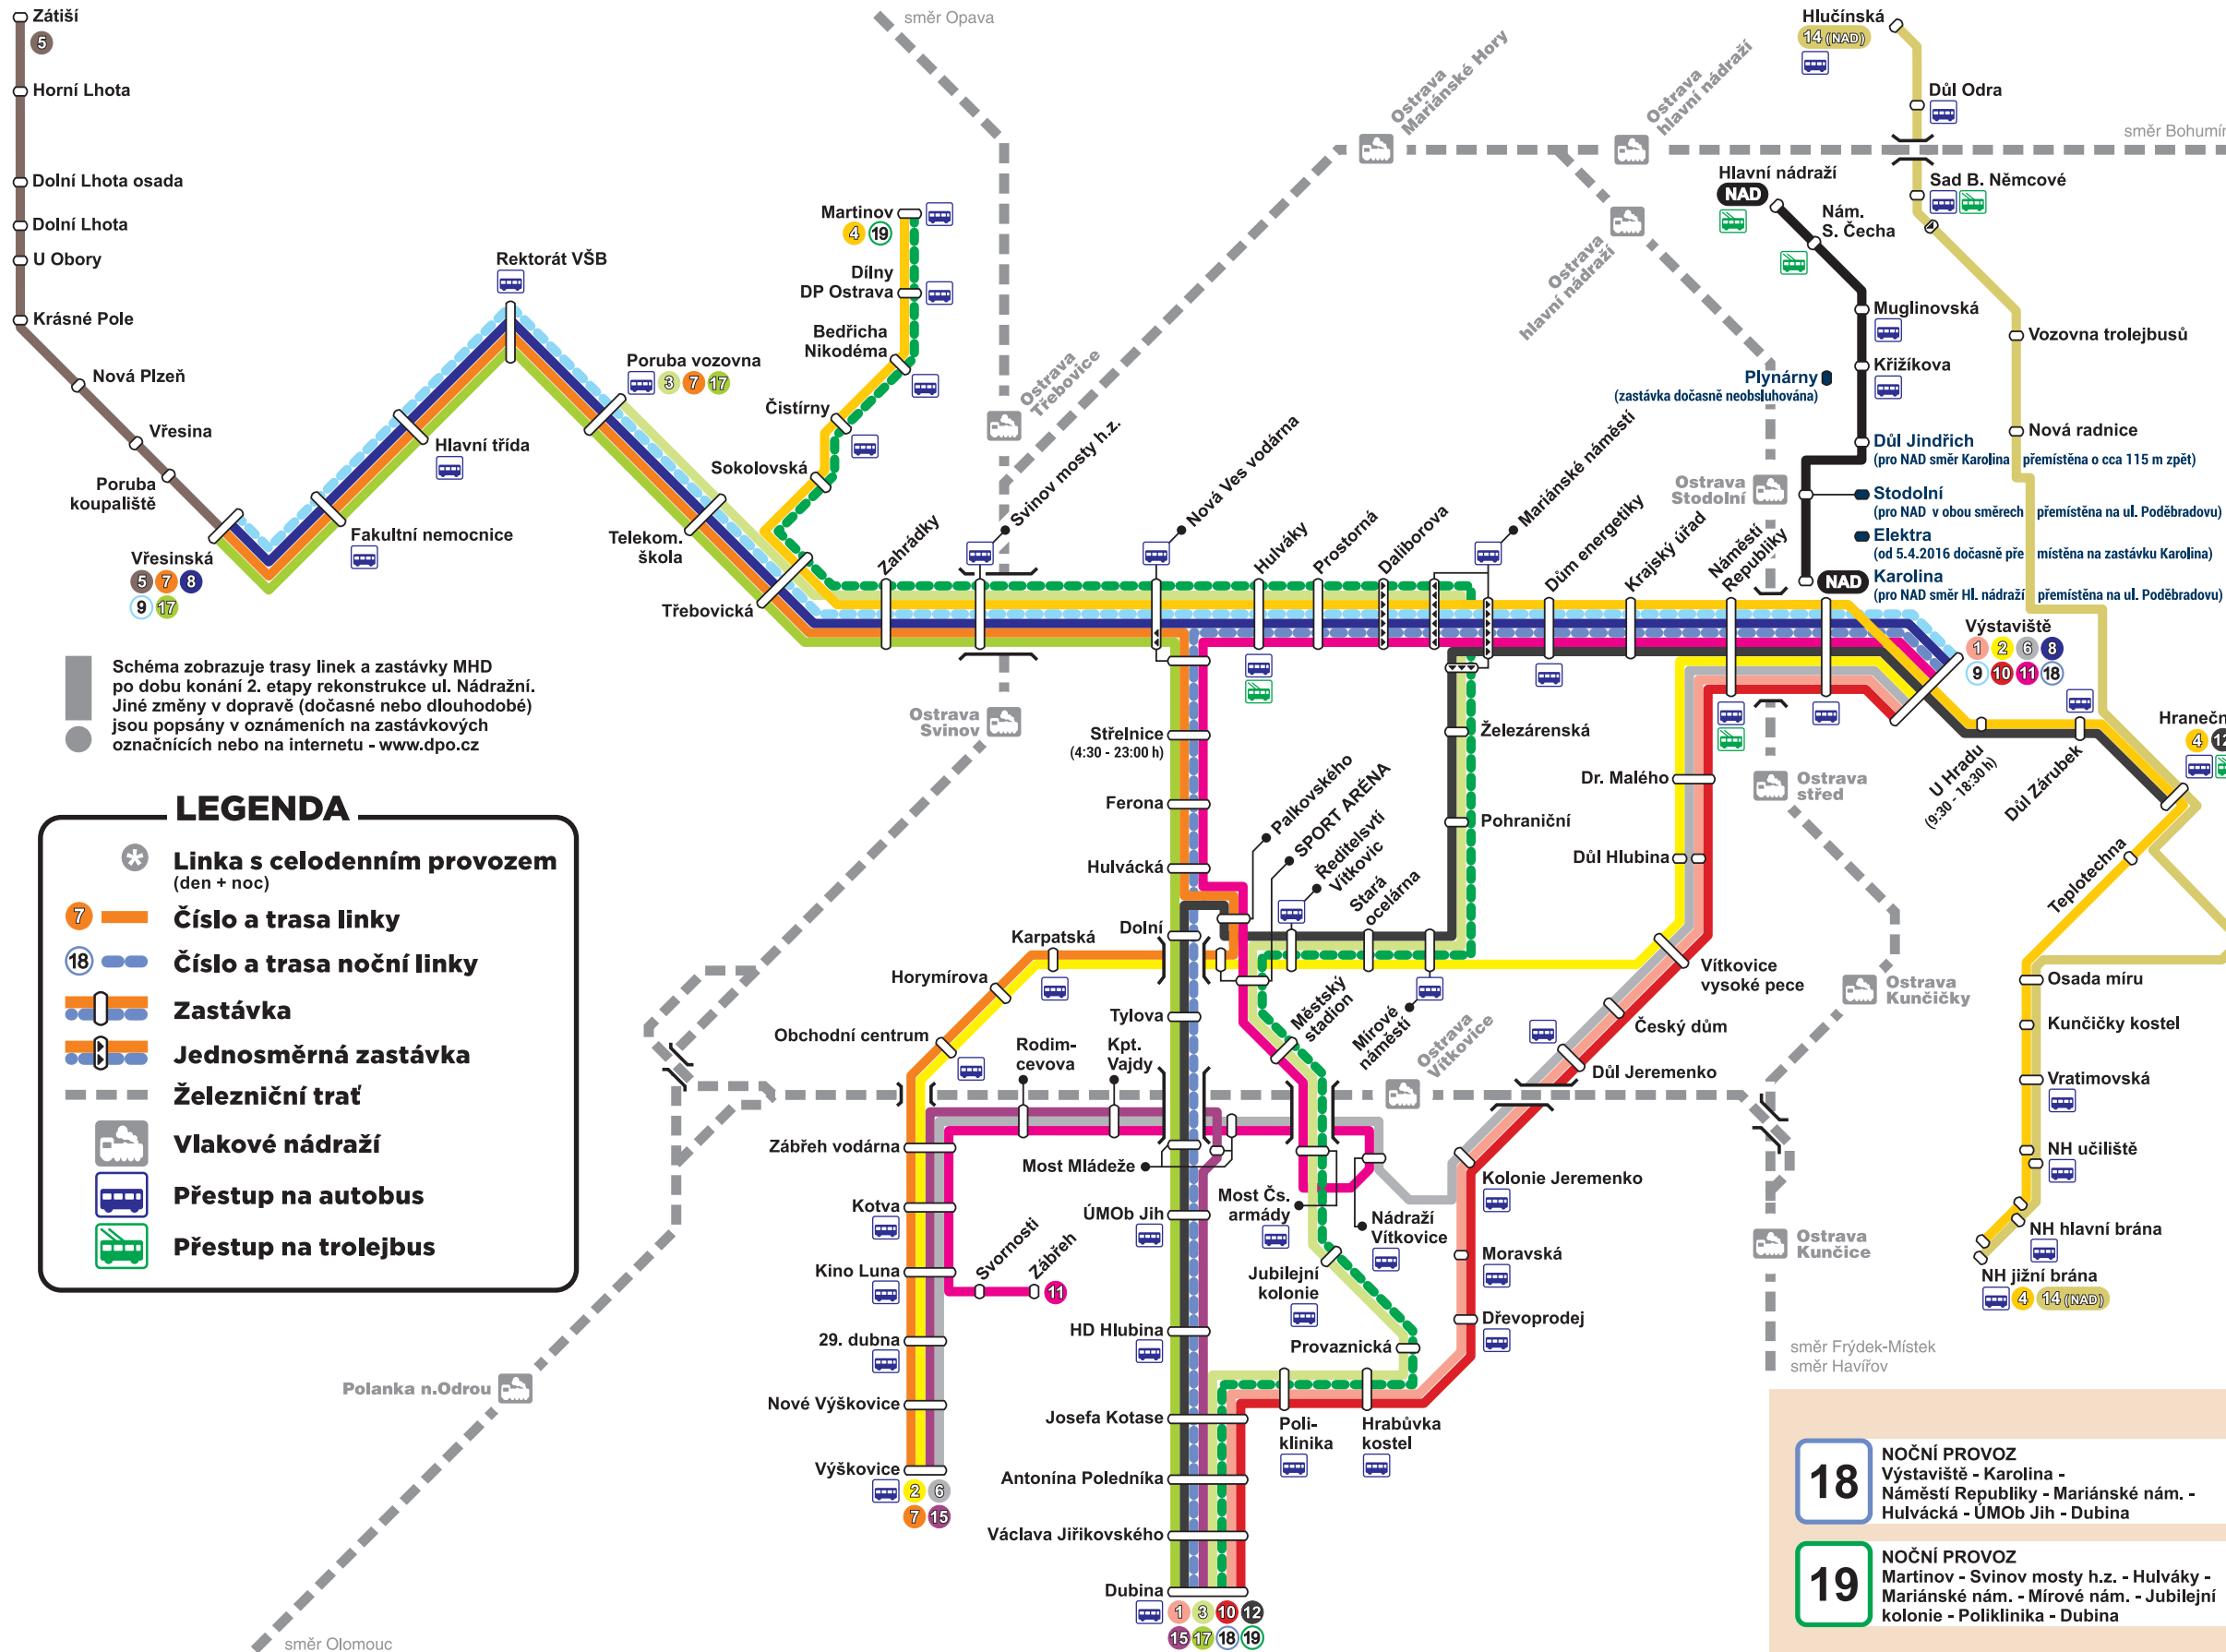 Zátiší
5
Horní Lhota
Dolní Lhota osada
Dolní Lhota
U Obory
Krásné Pole
Nová Plzeň
Vřesina
Poruba
koupaliště
Vřesinská
5 7 8
9 17
Fakultní nemocnice
Hlavní třída
Rektorát VŠB
Poruba vozovna
3 7 17
Telekom.
škola
Třebovická
Martinov
4 19
Dílny
DP Ostrava
Bedřicha
Nikodéma
Čistírny
Sokolovská
směr Opava
Ostrava
Třebovice
Ostrava
Mariánské Hory
Ostrava
hlavní nádraží
Ostrava
hlavní nádraží
směr Bohumín
Hlučínská
14 (NAD)
Důl Odra
Sad B. Němcové
Hlavní nádraží
NAD
Nám.
S. Čecha
Muglinovská
Křižíkova
Vozovna trolejbusů
Nová radnice
Plynárny
(zastávka dočasně neobsluhována)
Důl Jindřich
(pro NAD směr Karolina přemístěna o cca 115 m zpět)
Ostrava
Stodolní
Stodolní
(pro NAD v obou směrech přemístěna na ul. Poděbradovu)
Elektra
(od 5.4.2016 dočasně přemístěna na zastávku Karolina)
NAD Karolina
(pro NAD směr Hl. nádraží přemístěna na ul. Poděbradovu)
Zahrádky
Svinov mosty h.z.
Nová Ves vodárna
Hulváky
Prostorná
Daliborova
Mariánské náměstí
Dům energetiky
Krajský úřad
Náměstí
Republiky
Výstaviště
1 2 6 8
9 10 11 18
Schéma zobrazuje trasy linek a zastávky MHD
po dobu konání 2. etapy rekonstrukce ul. Nádražní.
Jiné změny v dopravě (dočasné nebo dlouhodobé)
jsou popsány v oznámeních na zastávkových
označnících nebo na internetu - www.dpo.cz
LEGENDA
* Linka s celodenním provozem
(den + noc)
7 Číslo a trasa linky
18 Číslo a trasa noční linky
Zastávka
Jednosměrná zastávka
Železniční trať
Vlakové nádraží
Přestup na autobus
Přestup na trolejbus
Ostrava
Svinov
Střelnice
(4:30 - 23:00 h)
Ferona
Hulvácká
Dolní
Tylova
Palkovského
SPORT ARÉNA
Ředitelsvtí
Vítkovic
Stará
ocelárna
Železárenská
Pohraniční
Dr. Malého
Důl Hlubina
Ostrava
střed
U Hradu
(9:30 - 18:30 h)
Důl Zárubek
Hranečn
4 12
Teplotechna
Karpatská
Horymírova
Obchodní centrum
Rodim-
cevova
Kpt.
Vajdy
Městský
stadion
Mírové
náměstí
Ostrava
Vítkovice
Vítkovice
vysoké pece
Český dům
Důl Jeremenko
Ostrava
Kunčičky
Osada míru
Kunčičky kostel
Vratimovská
NH učiliště
NH hlavní brána
NH jižní brána
4 14 (NAD)
Zábřeh vodárna
Kotva
Kino Luna
29. dubna
Nové Výškovice
Výškovice
2 6
7 15
Svornosti
Zábřeh
11
Most Mládeže
ÚMOb Jih
HD Hlubina
Josefa Kotase
Antonína Poledníka
Václava Jiřikovského
Dubina
1 3 10 12
15 17 18 19
Most Čs.
armády
Nádraží
Vítkovice
Jubilejní
kolonie
Provaznická
Poli-
klinika
Hrabůvka
kostel
Kolonie Jeremenko
Moravská
Dřevoprodej
Ostrava
Kunčice
směr Frýdek-Místek
směr Havířov
Polanka n.Odrou
směr Olomouc
18
NOČNÍ PROVOZ
Výstaviště - Karolina -
Náměstí Republiky - Mariánské nám. -
Hulvácká - ÚMOb Jih - Dubina
19
NOČNÍ PROVOZ
Martinov - Svinov mosty h.z. - Hulváky -
Mariánské nám. - Mírové nám. - Jubilejní
kolonie - Poliklinika - Dubina